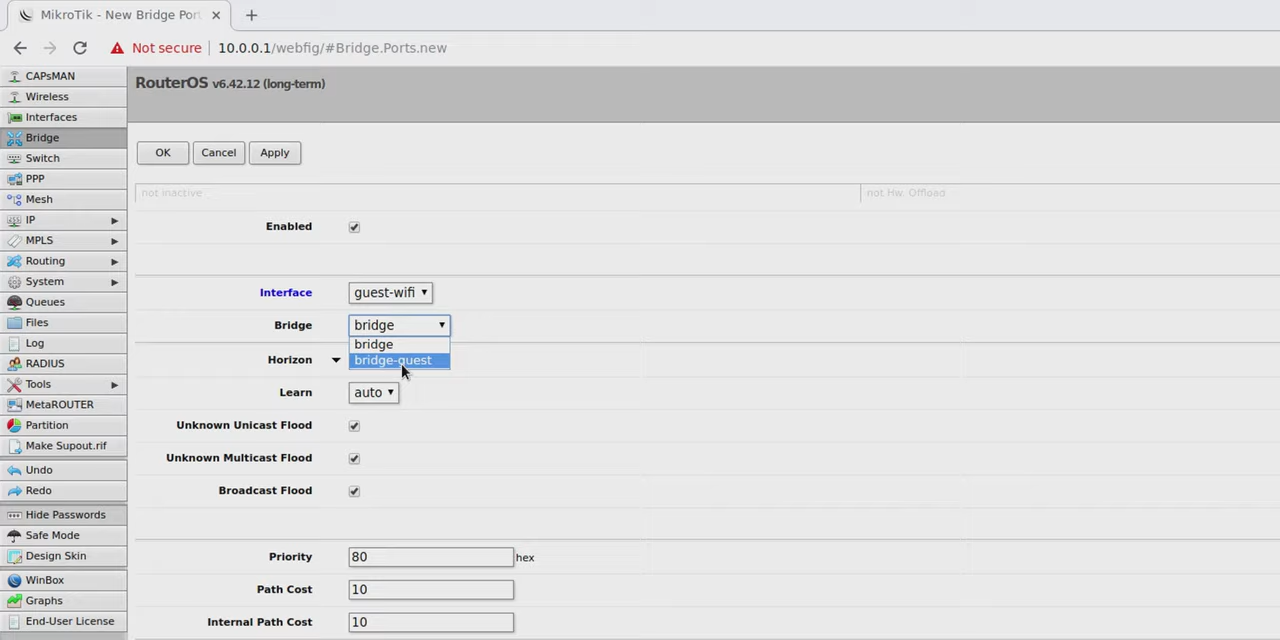 MikroTik - New Bridge Port
Not secure | 10.0.0.1/webfig/#Bridge.Ports.new
CAPsMAN
Wireless
Interfaces
Bridge
Switch
PPP
Mesh
IP
MPLS
Routing
System
Queues
Files
Log
RADIUS
Tools
MetaROUTER
Partition
Make Supout.rif
Undo
Redo
Hide Passwords
Safe Mode
Design Skin
WinBox
Graphs
End-User License
RouterOS v6.42.12 (long-term)
OK Cancel Apply
not inactive not Hw. Offload
Enabled
Interface guest-wifi
Bridge bridge
bridge
bridge-guest
Horizon
Learn auto
Unknown Unicast Flood
Unknown Multicast Flood
Broadcast Flood
Priority 80 hex
Path Cost 10
Internal Path Cost 10